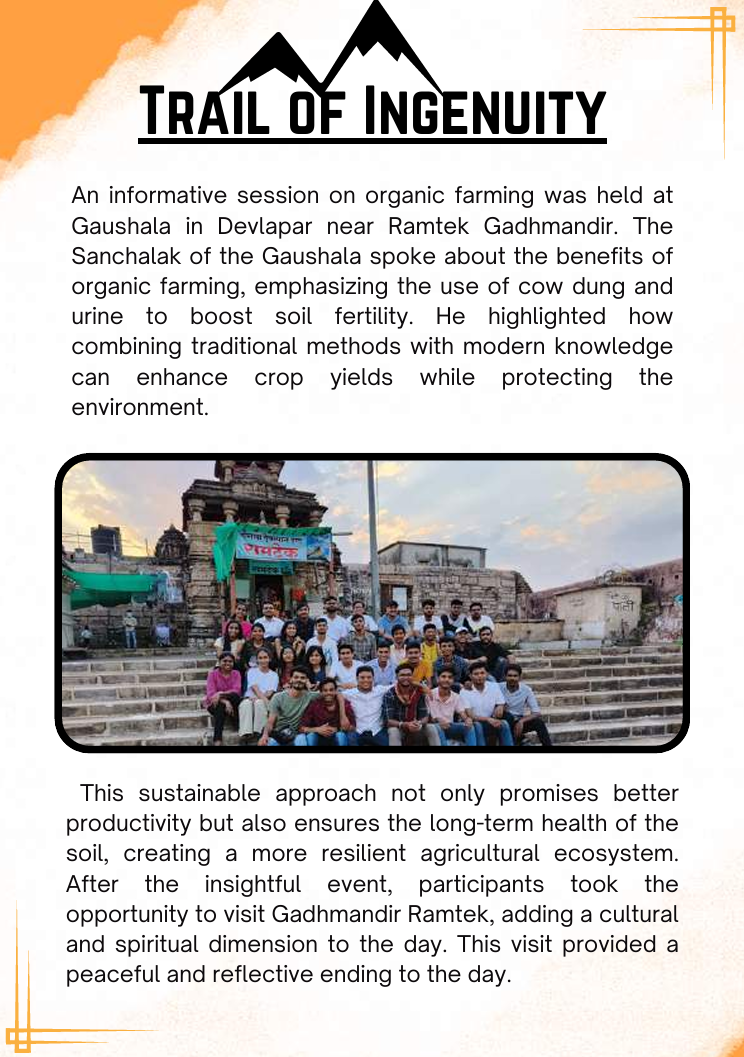 Trail of Ingenuity
An informative session on organic farming was held at
Gaushala in Devlapar near Ramtek Gadhmandir. The
Sanchalak of the Gaushala spoke about the benefits of
organic farming, emphasizing the use of cow dung and
urine to boost soil fertility. He highlighted how
combining traditional methods with modern knowledge
can enhance crop yields while protecting the
environment.
रामटेक
पाटी
This sustainable approach not only promises better
productivity but also ensures the long-term health of the
soil, creating a more resilient agricultural ecosystem.
After the insightful event, participants took the
opportunity to visit Gadhmandir Ramtek, adding a cultural
and spiritual dimension to the day. This visit provided a
peaceful and reflective ending to the day.